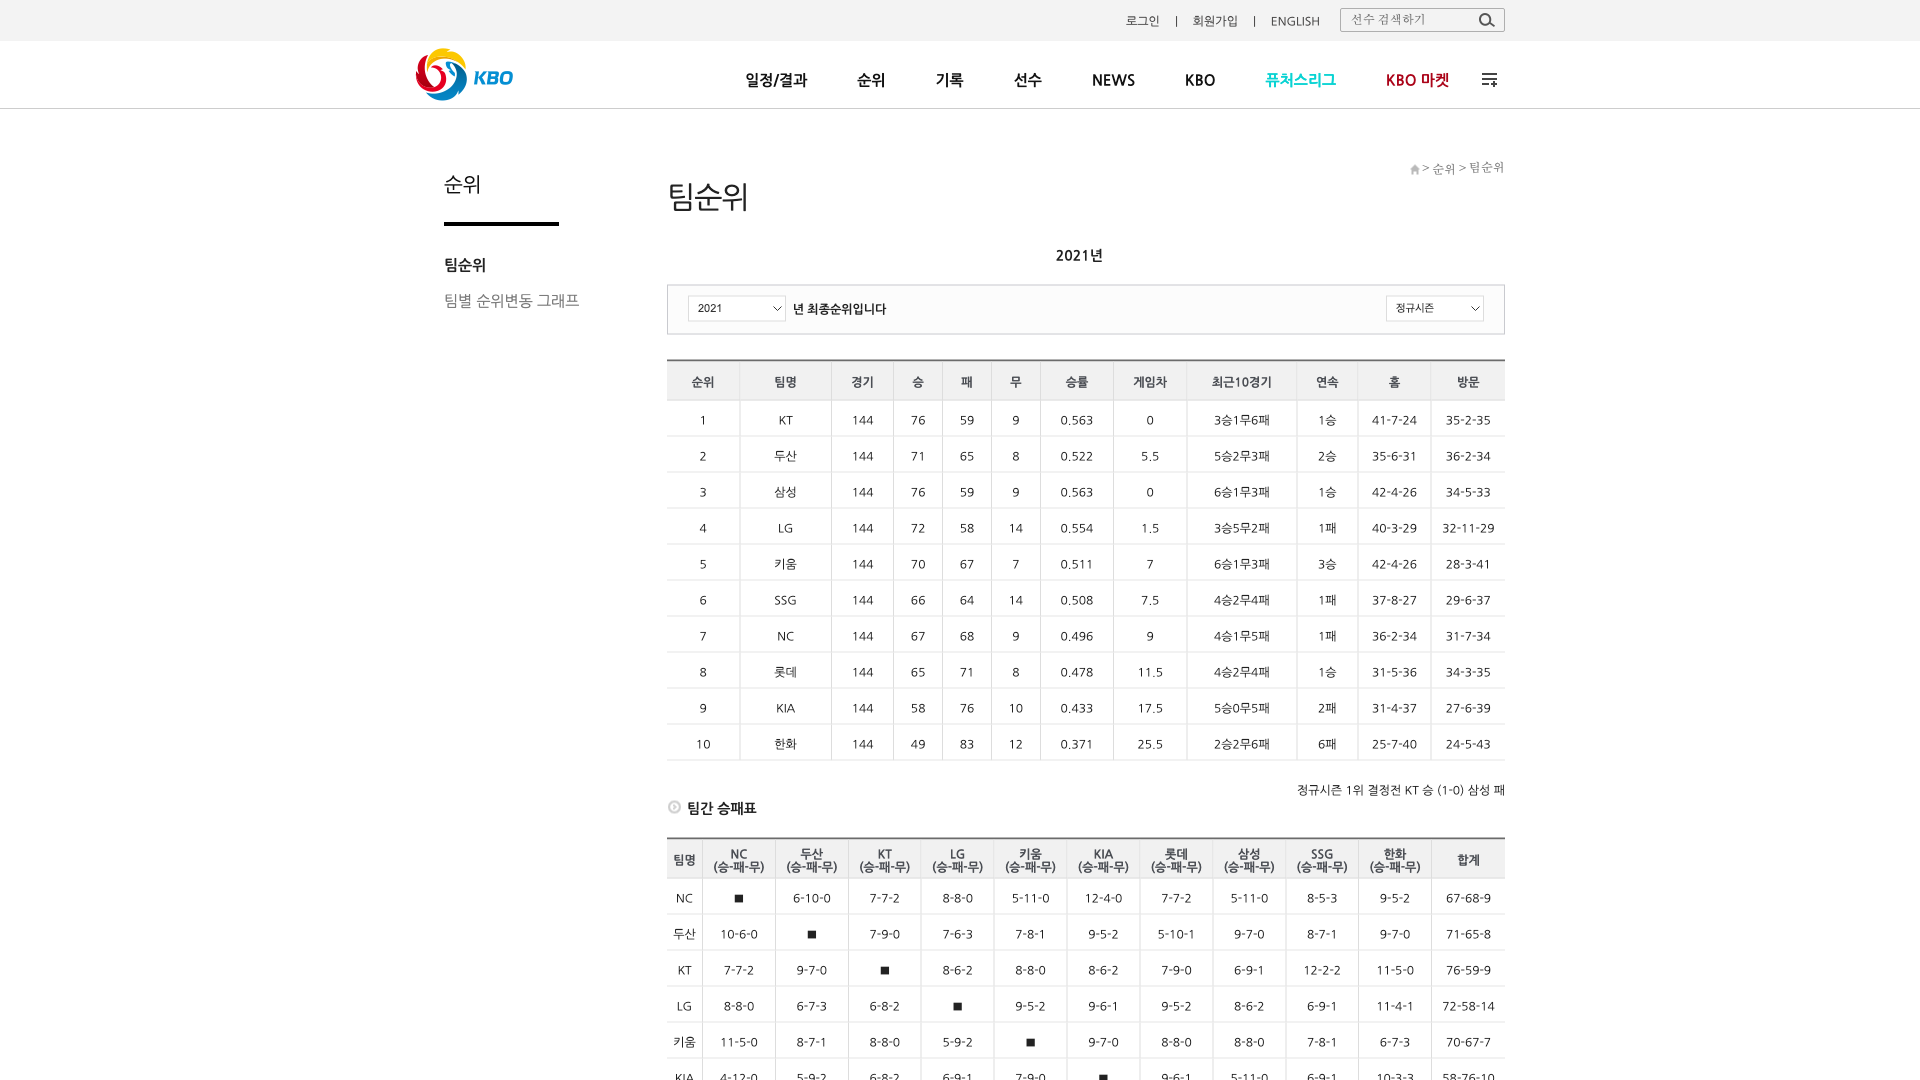 로그인 | 회원가입 | ENGLISH 선수 검색하기
KBO 일정/결과 순위 기록 선수 NEWS KBO 퓨처스리그 KBO 마켓
> 순위 > 팀순위
순위
팀순위
팀별 순위변동 그래프
팀순위
2021년
2021 년 최종순위입니다 정규시즌
순위 팀명 경기 승 패 무 승률 게임차 최근10경기 연속 홈 방문
1 KT 144 76 59 9 0.563 0 3승1무6패 1승 41-7-24 35-2-35
2 두산 144 71 65 8 0.522 5.5 5승2무3패 2승 35-6-31 36-2-34
3 삼성 144 76 59 9 0.563 0 6승1무3패 1승 42-4-26 34-5-33
4 LG 144 72 58 14 0.554 1.5 3승5무2패 1패 40-3-29 32-11-29
5 키움 144 70 67 7 0.511 7 6승1무3패 3승 42-4-26 28-3-41
6 SSG 144 66 64 14 0.508 7.5 4승2무4패 1패 37-8-27 29-6-37
7 NC 144 67 68 9 0.496 9 4승1무5패 1패 36-2-34 31-7-34
8 롯데 144 65 71 8 0.478 11.5 4승2무4패 1승 31-5-36 34-3-35
9 KIA 144 58 76 10 0.433 17.5 5승0무5패 2패 31-4-37 27-6-39
10 한화 144 49 83 12 0.371 25.5 2승2무6패 6패 25-7-40 24-5-43
정규시즌 1위 결정전 KT 승 (1-0) 삼성 패
팀간 승패표
팀명 NC (승-패-무) 두산 (승-패-무) KT (승-패-무) LG (승-패-무) 키움 (승-패-무) KIA (승-패-무) 롯데 (승-패-무) 삼성 (승-패-무) SSG (승-패-무) 한화 (승-패-무) 합계
NC ■ 6-10-0 7-7-2 8-8-0 5-11-0 12-4-0 7-7-2 5-11-0 8-5-3 9-5-2 67-68-9
두산 10-6-0 ■ 7-9-0 7-6-3 7-8-1 9-5-2 5-10-1 9-7-0 8-7-1 9-7-0 71-65-8
KT 7-7-2 9-7-0 ■ 8-6-2 8-8-0 8-6-2 7-9-0 6-9-1 12-2-2 11-5-0 76-59-9
LG 8-8-0 6-7-3 6-8-2 ■ 9-5-2 9-6-1 9-5-2 8-6-2 6-9-1 11-4-1 72-58-14
키움 11-5-0 8-7-1 8-8-0 5-9-2 ■ 9-7-0 8-8-0 8-8-0 7-8-1 6-7-3 70-67-7
KIA 4-12-0 5-9-2 6-8-2 6-9-1 7-9-0 ■ 9-6-1 5-11-0 6-9-1 10-3-3 58-76-10